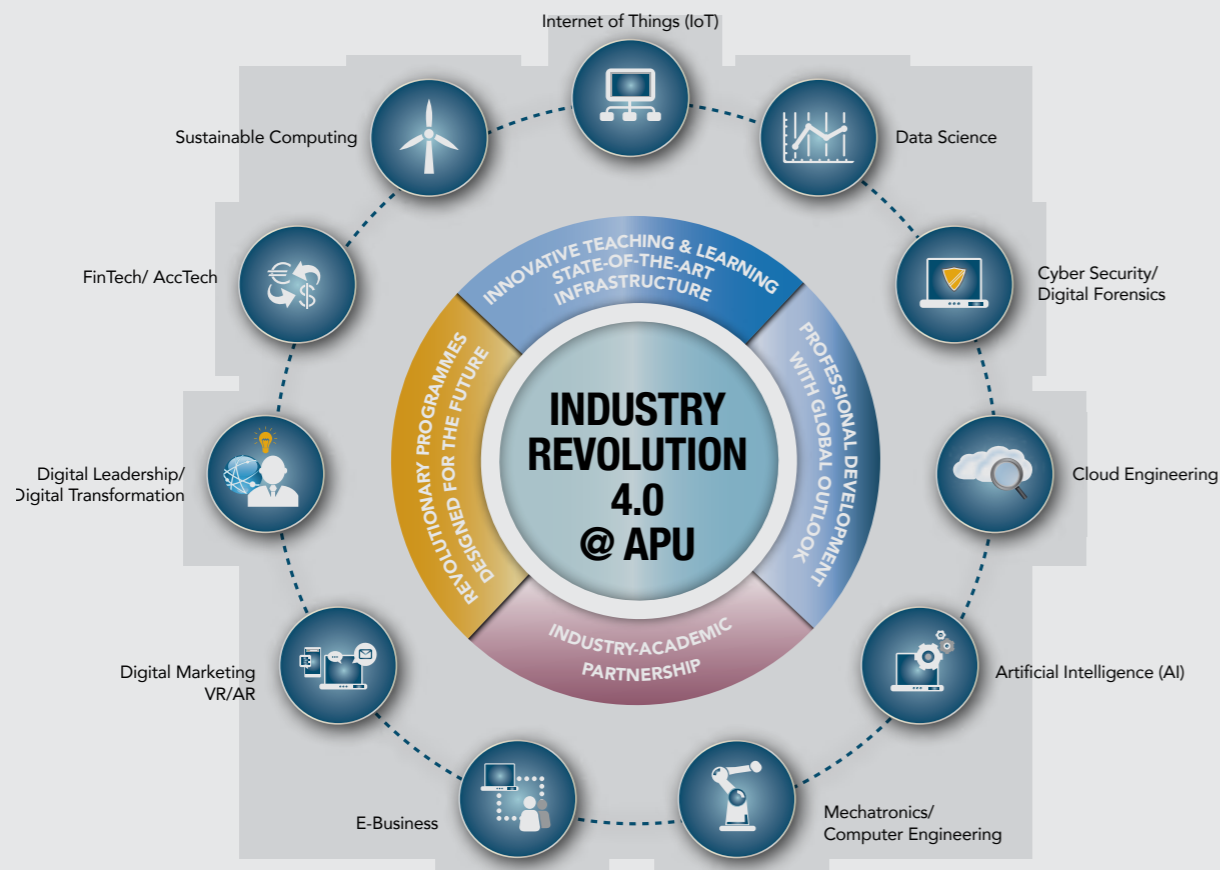 Internet of Things (IoT)
Sustainable Computing
Data Science
FinTech/ AccTech
Cyber Security/
Digital Forensics
INNOVATIVE TEACHING & LEARNING
STATE-OF-THE-ART
INFRASTRUCTURE
REVOLUTIONARY PROGRAMMES
DESIGNED FOR THE FUTURE
PROFESSIONAL DEVELOPMENT
WITH GLOBAL OUTLOOK
INDUSTRY
REVOLUTION
4.0
@ APU
INDUSTRY-ACADEMIC
PARTNERSHIP
Digital Leadership/
Digital Transformation
Cloud Engineering
Digital Marketing
VR/AR
Artificial Intelligence (AI)
E-Business
Mechatronics/
Computer Engineering